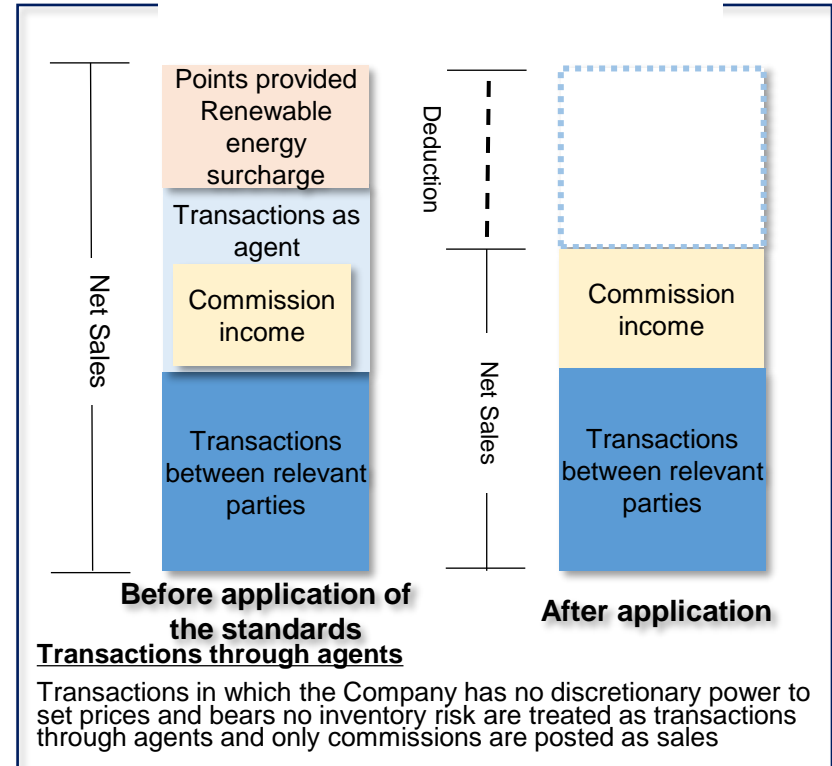 Points provided
Renewable
energy
surcharge
Transactions as
agent
Commission
income
Transactions
between relevant
parties
Net Sales
Before application of
the standards
Deduction
Net Sales
Commission
income
Transactions
between relevant
parties
After application
Transactions through agents
Transactions in which the Company has no discretionary power to
set prices and bears no inventory risk are treated as transactions
through agents and only commissions are posted as sales